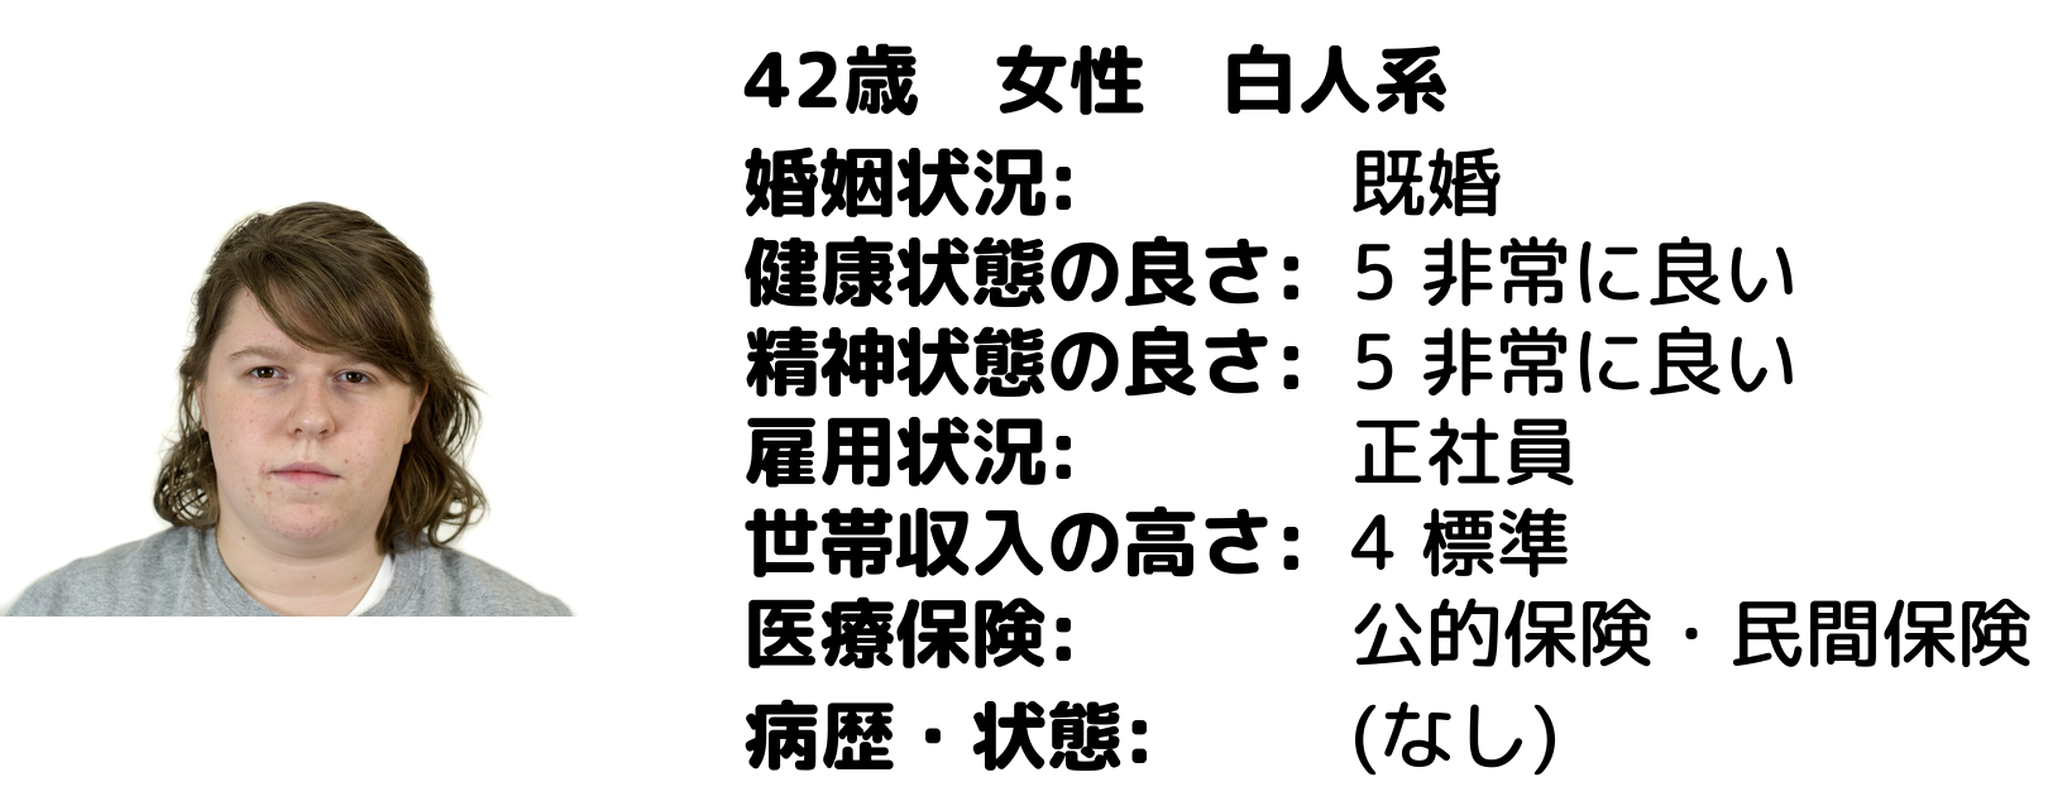 42歳　女性　白人系
婚姻状況: 既婚
健康状態の良さ: 5 非常に良い
精神状態の良さ: 5 非常に良い
雇用状況: 正社員
世帯収入の高さ: 4 標準
医療保険: 公的保険・民間保険
病歴・状態: (なし)